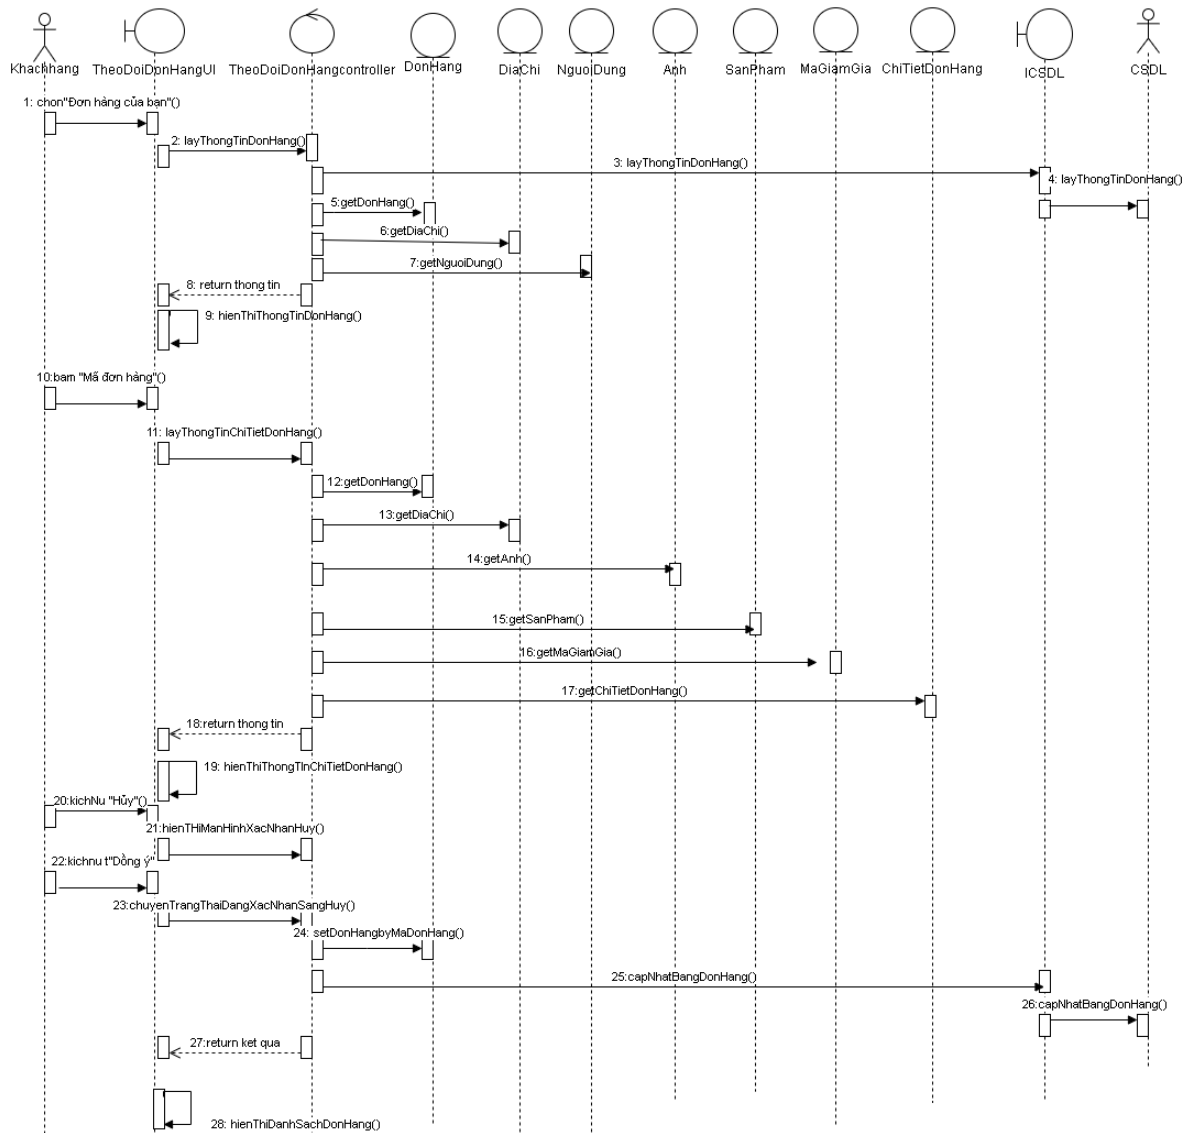 Khachhang
TheoDoiDonHangUI
TheoDoiDonHangcontroller
DonHang
DiaChi
NguoiDung
Anh
SanPham
MaGiamGia
ChiTietDonHang
ICSDL
CSDL
1: chon"Đơn hàng của bạn"()
2: layThongTinDonHang()
3: layThongTinDonHang()
4: layThongTinDonHang()
5:getDonHang()
6:getDiaChi()
7:getNguoiDung()
8: return thong tin
9: hienThiThongTinDonHang()
10:bam "Mã đơn hàng"()
11: layThongTinChiTietDonHang()
12:getDonHang()
13:getDiaChi()
14:getAnh()
15:getSanPham()
16:getMaGiamGia()
17:getChiTietDonHang()
18:return thong tin
19: hienThiThongTInChiTietDonHang()
20:kichNu "Hủy"()
21:hienTHiManHinhXacNhanHuy()
22:kichnu t"Dồng ý"
23:chuyenTrangThaiDangXacNhanSangHuy()
24: setDonHangbyMaDonHang()
25:capNhatBangDonHang()
26:capNhatBangDonHang()
27:return ket qua
28: hienThiDanhSachDonHang()